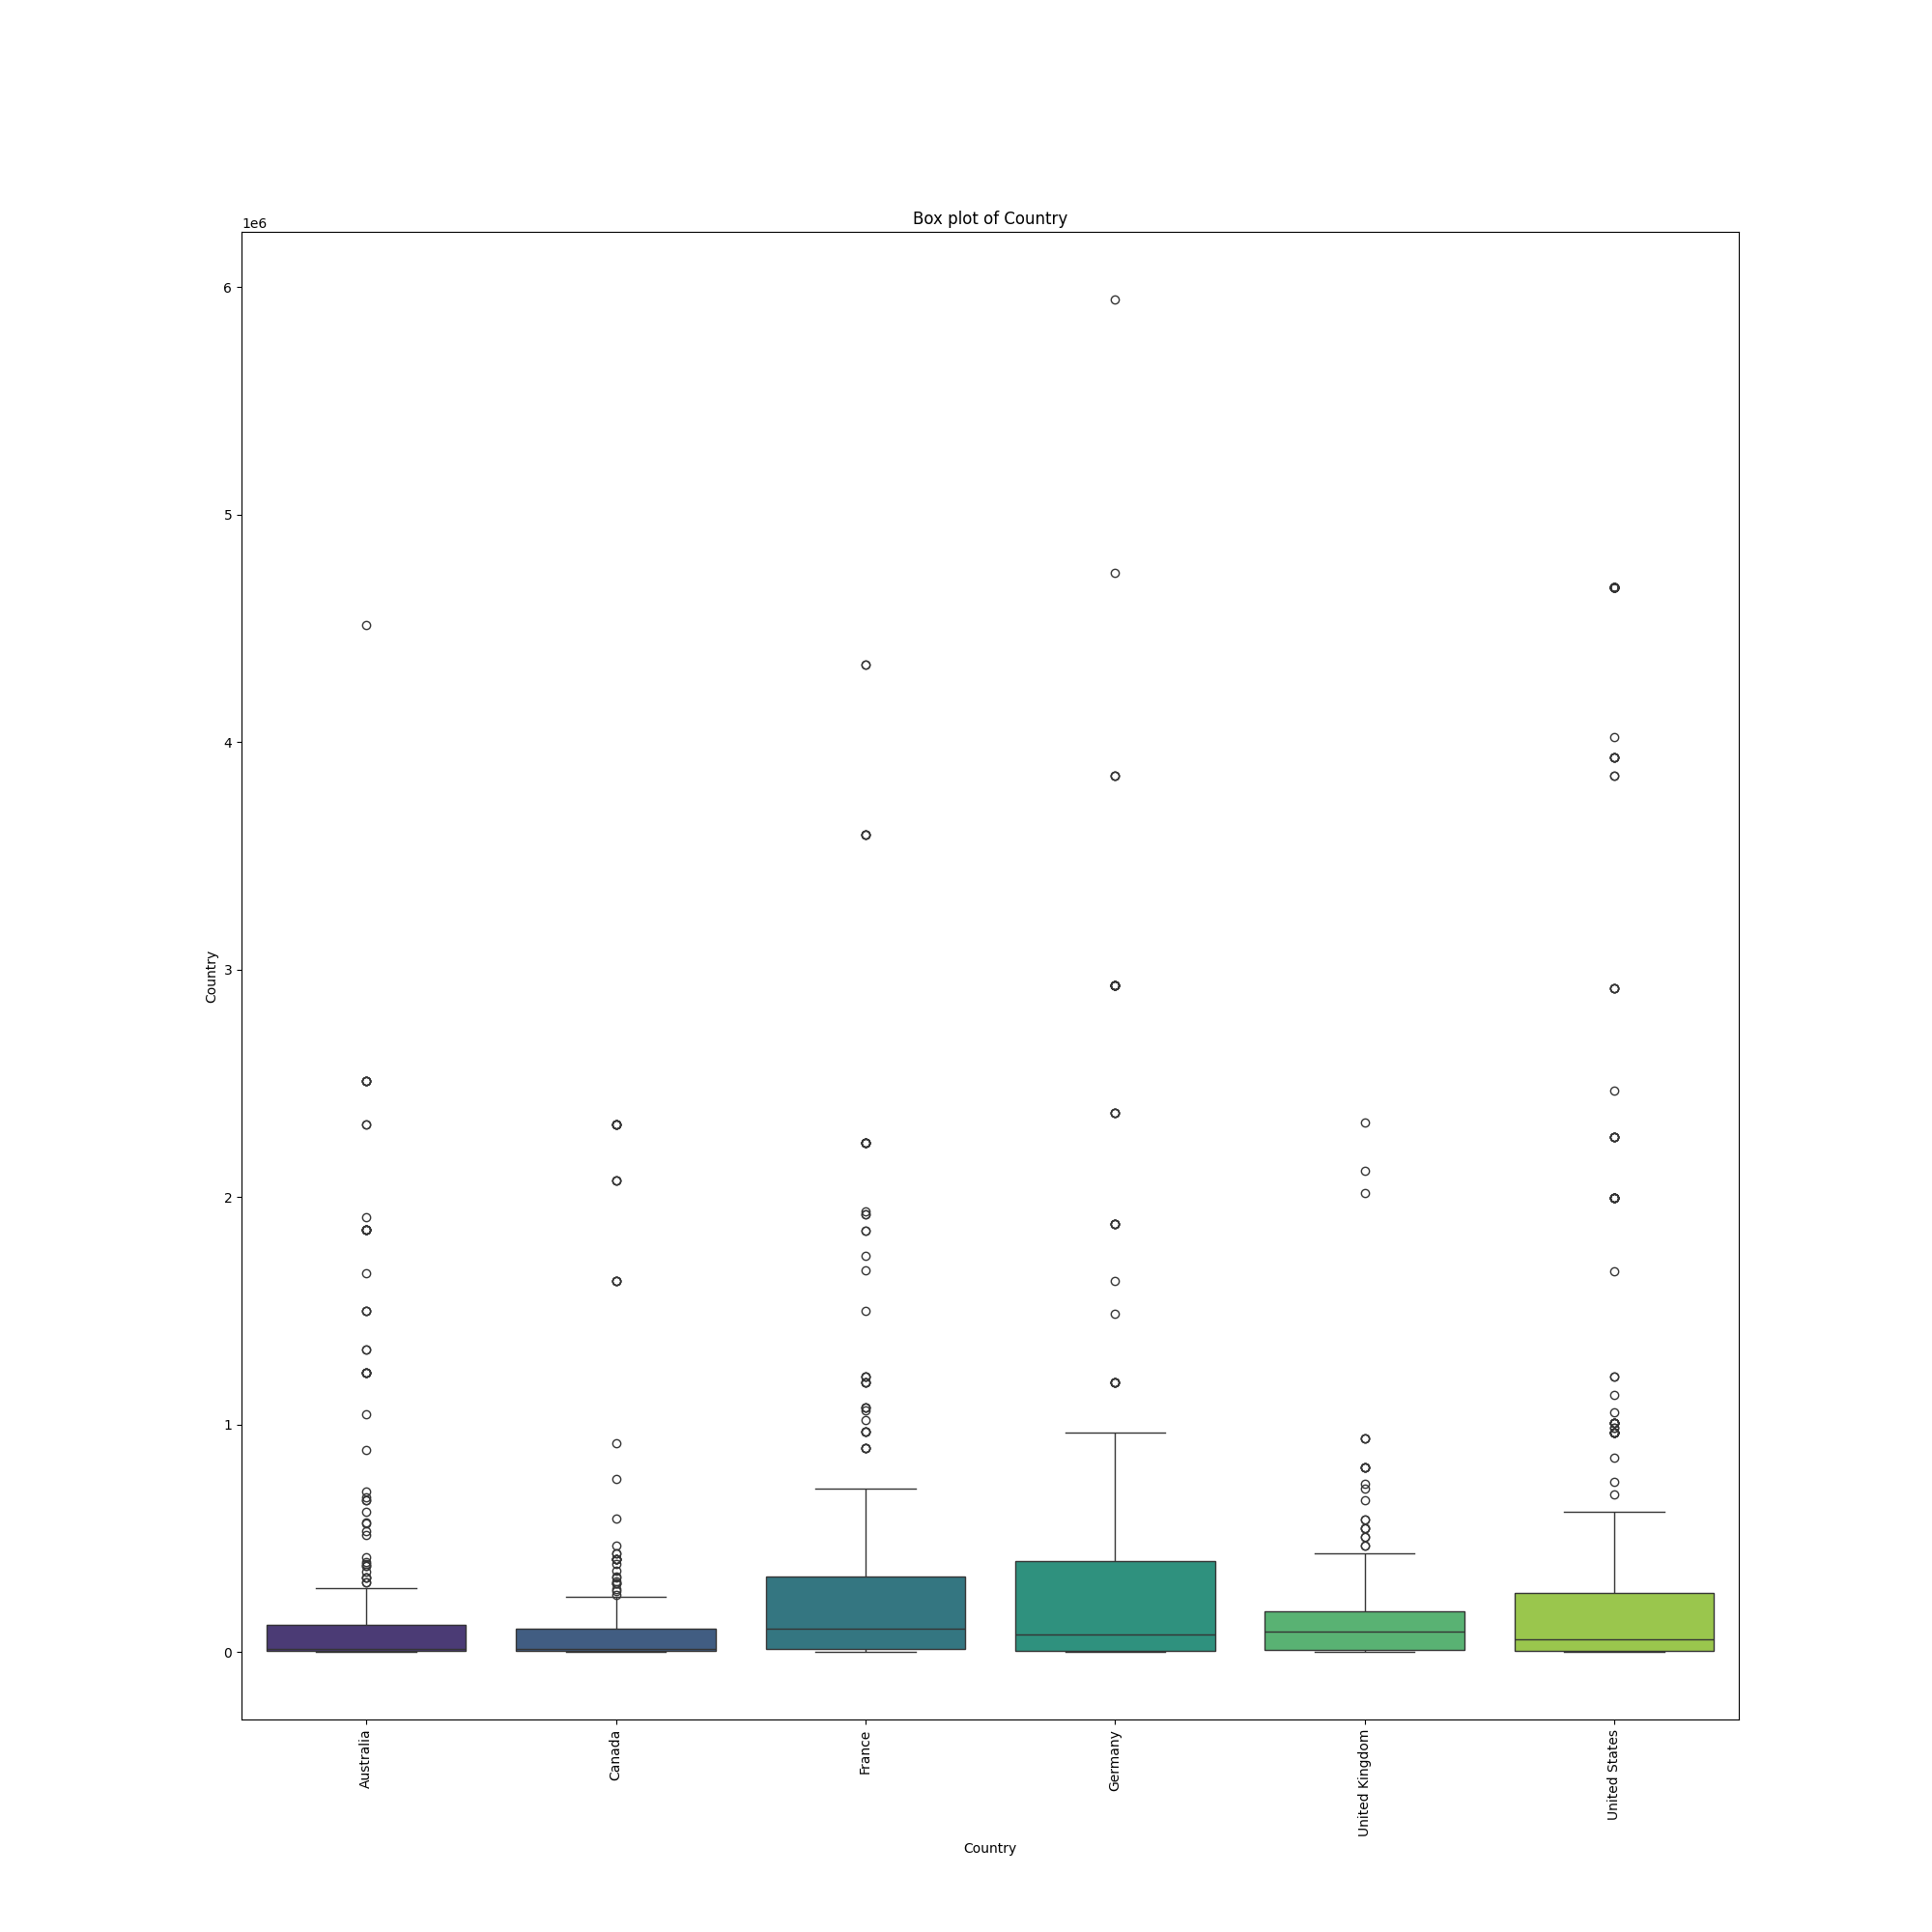 Box plot of Country
1e6
6
5
4
3
2
1
0
Country
Australia
Canada
France
Germany
United Kingdom
United States
Country